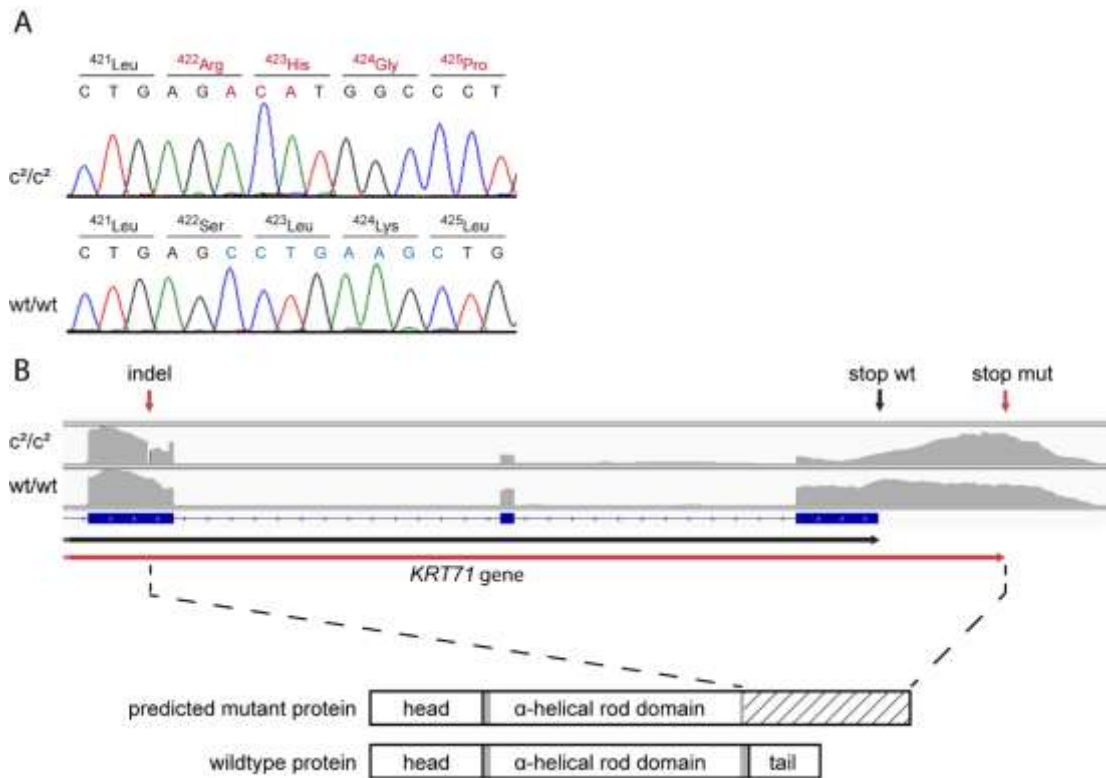 A
⁴²¹Leu ⁴²²Arg ⁴²³His ⁴²⁴Gly ⁴²⁵Pro
C T G A G A C A T G G C C C T
c²/c²
⁴²¹Leu ⁴²²Ser ⁴²³Leu ⁴²⁴Lys ⁴²⁵Leu
C T G A G C C T G A A G C T G
wt/wt
B
indel stop wt stop mut
c²/c²
wt/wt
KRT71 gene
predicted mutant protein head α-helical rod domain
wildtype protein head α-helical rod domain tail